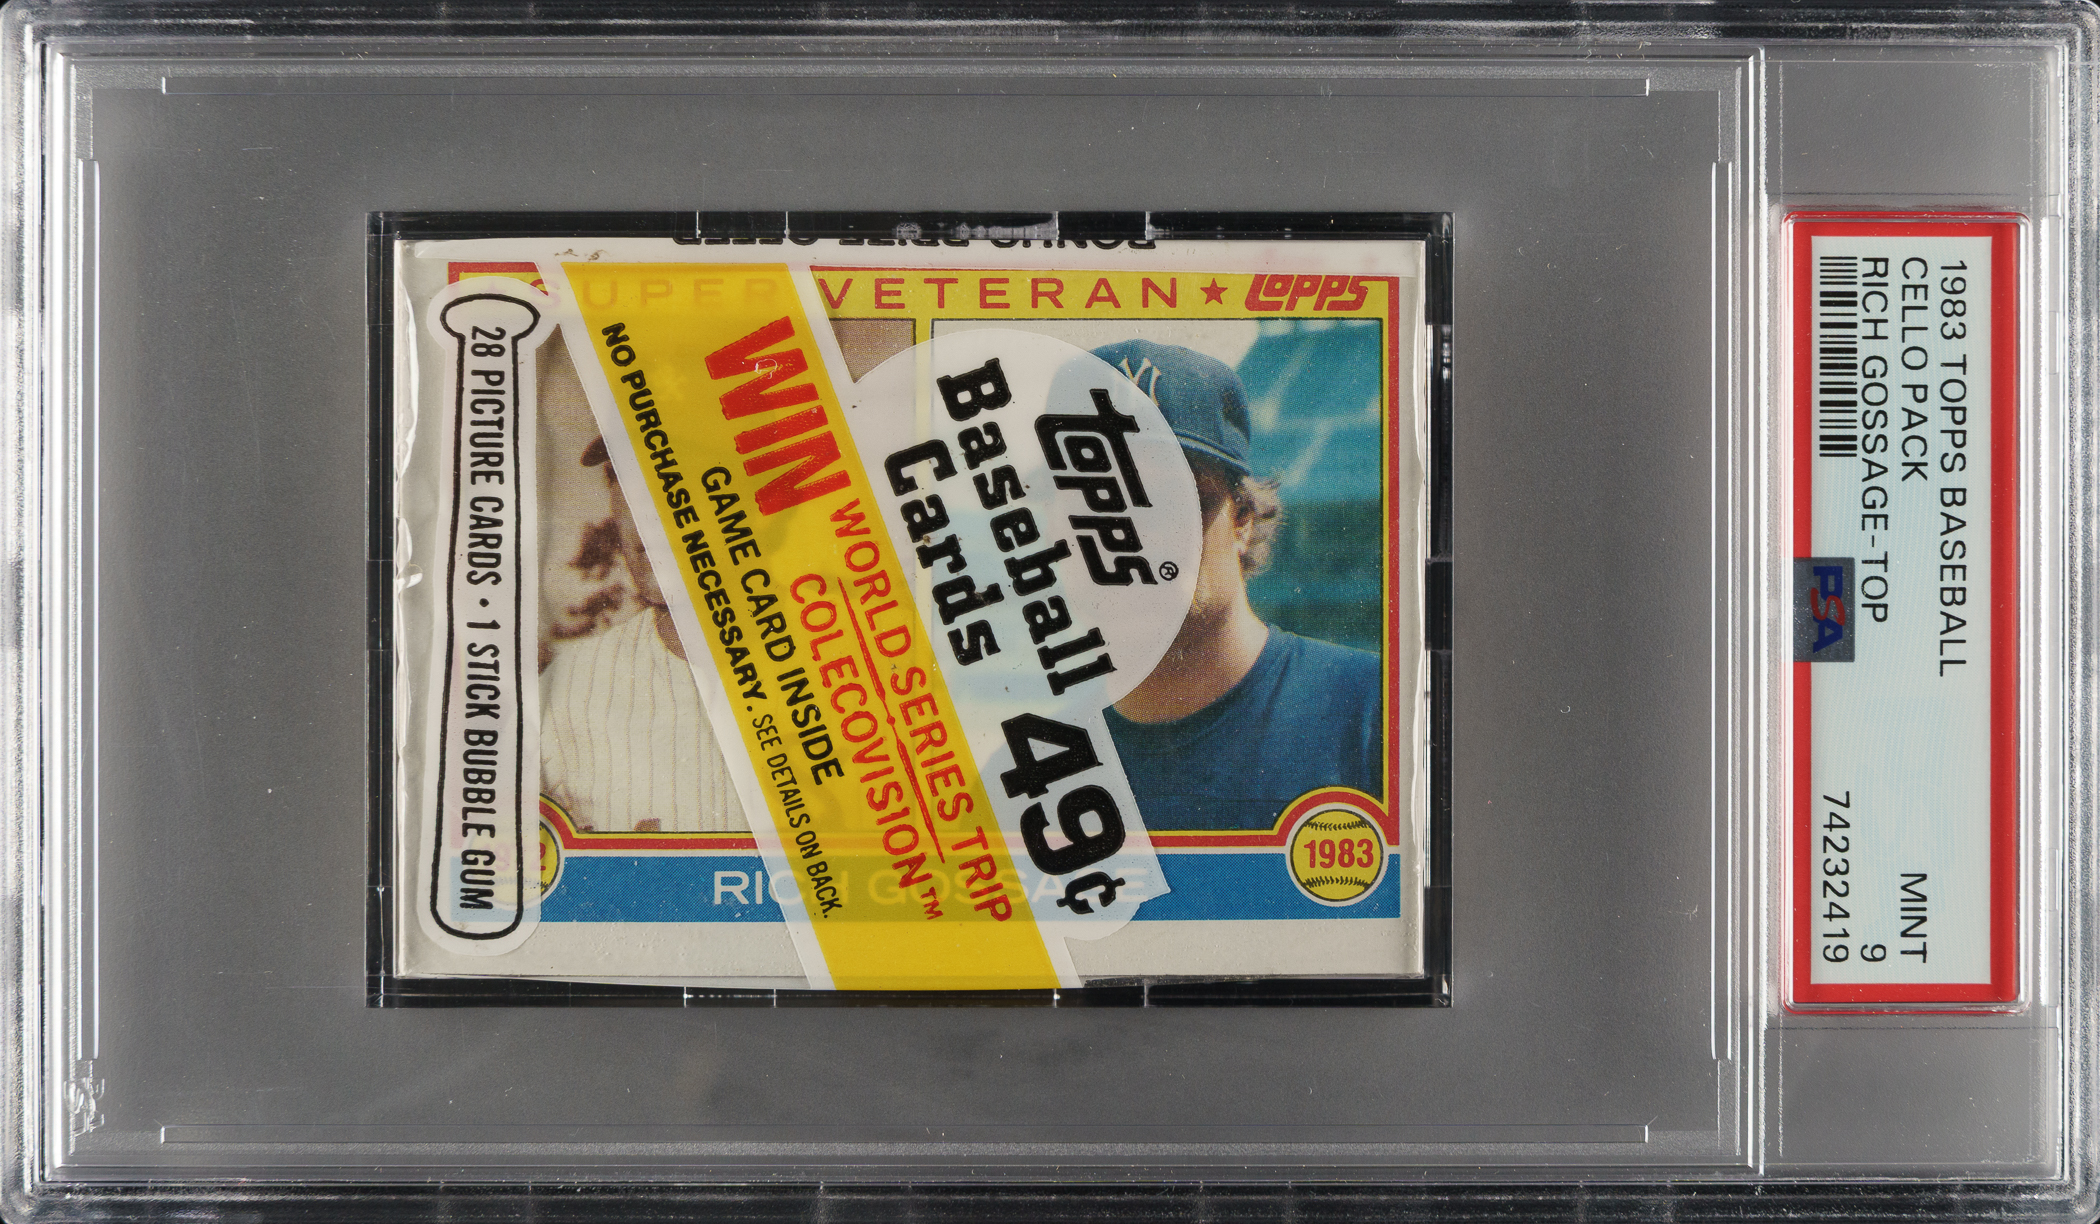 1983 TOPPS BASEBALL
CELLO PACK MINT
RICH GOSSAGE-TOP 9
74232419
PSA
SUPER VETERAN ★ TOPPS
28 PICTURE CARDS • 1 STICK BUBBLE GUM
topps®
Baseball
Cards
49¢
WIN
WORLD SERIES TRIP
COLECOVISION™
GAME CARD INSIDE
NO PURCHASE NECESSARY. SEE DETAILS ON BACK.
1983
RICH GOSSAGE
NY